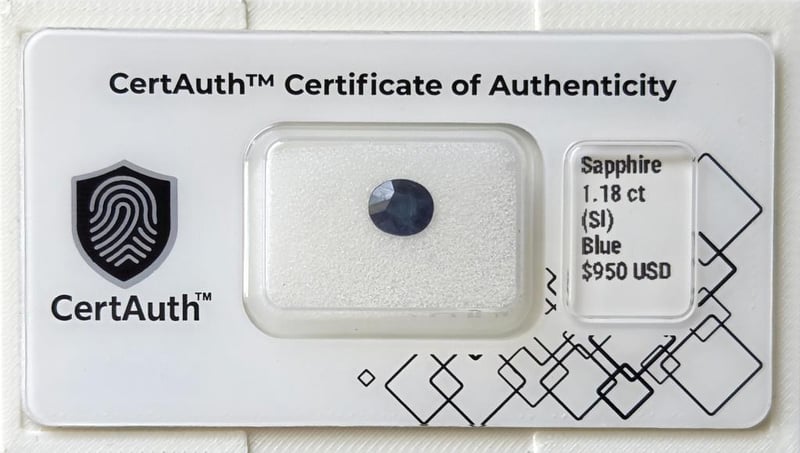 CertAuth™ Certificate of Authenticity
CertAuth™
Sapphire
1.18 ct
(SI)
Blue
$950 USD